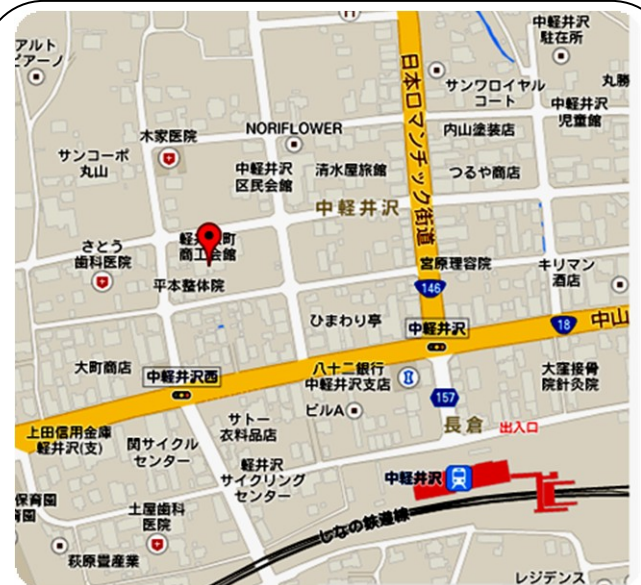 アルト
ピアーノ
中軽井沢
駐在所
サンワロイヤル
コート
丸勝
中軽井沢
児童館
日本ロマンチック街道
木家医院
NORIFLOWER
内山塗装店
サンコーポ
丸山
中軽井沢
区民会館
清水屋旅館
つるや商店
中軽井沢
さとう
歯科医院
軽井 町
商工会館
平本整体院
宮原理容院
キリマン
酒店
146
ひまわり亭
中軽井沢
18
中山
大町商店
中軽井沢西
八十二銀行
中軽井沢支店
大窪接骨
院針灸院
157
ビルA
サトー
衣料品店
長倉
出入口
上田信用金庫
軽井沢(支)
関サイクル
センター
軽井沢
サイクリング
センター
中軽井沢
保育園
育園
土屋歯科
医院
しなの鉄道線
萩原畳産業
レジデンス